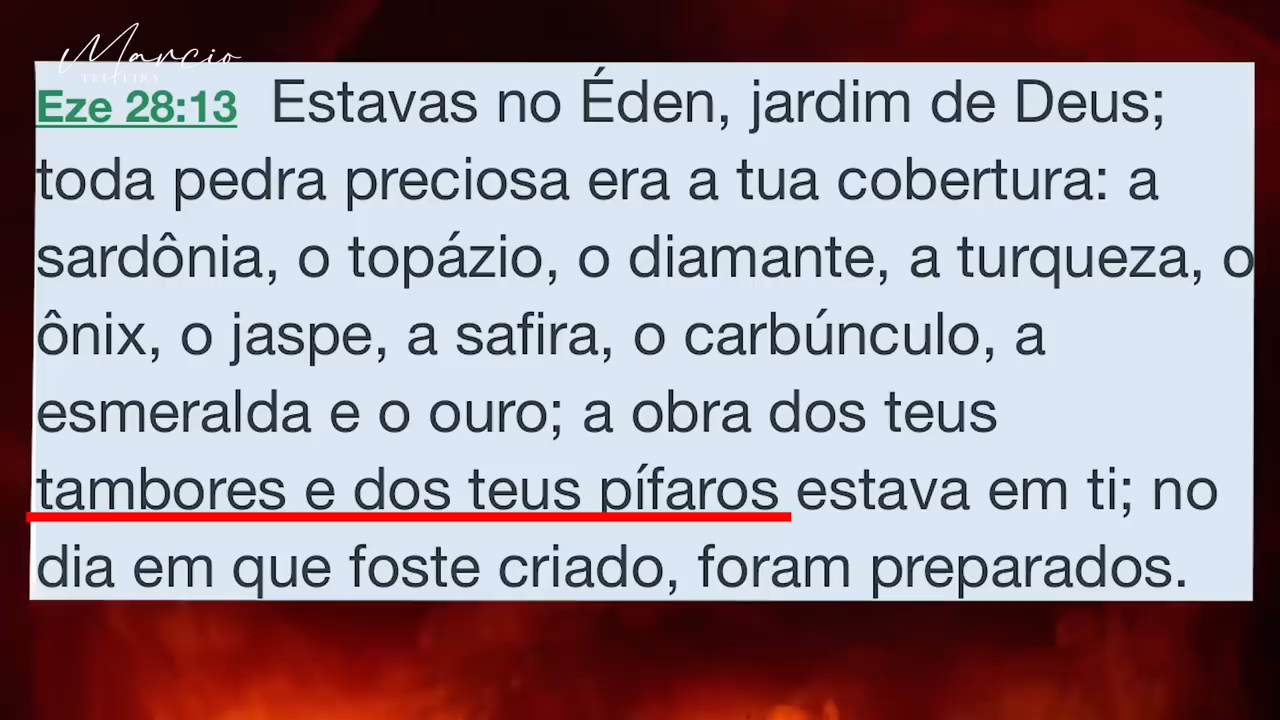 Marcio
Eze 28:13 Estavas no Éden, jardim de Deus;
toda pedra preciosa era a tua cobertura: a
sardônia, o topázio, o diamante, a turqueza, o
ônix, o jaspe, a safira, o carbúnculo, a
esmeralda e o ouro; a obra dos teus
tambores e dos teus pífaros estava em ti; no
dia em que foste criado, foram preparados.